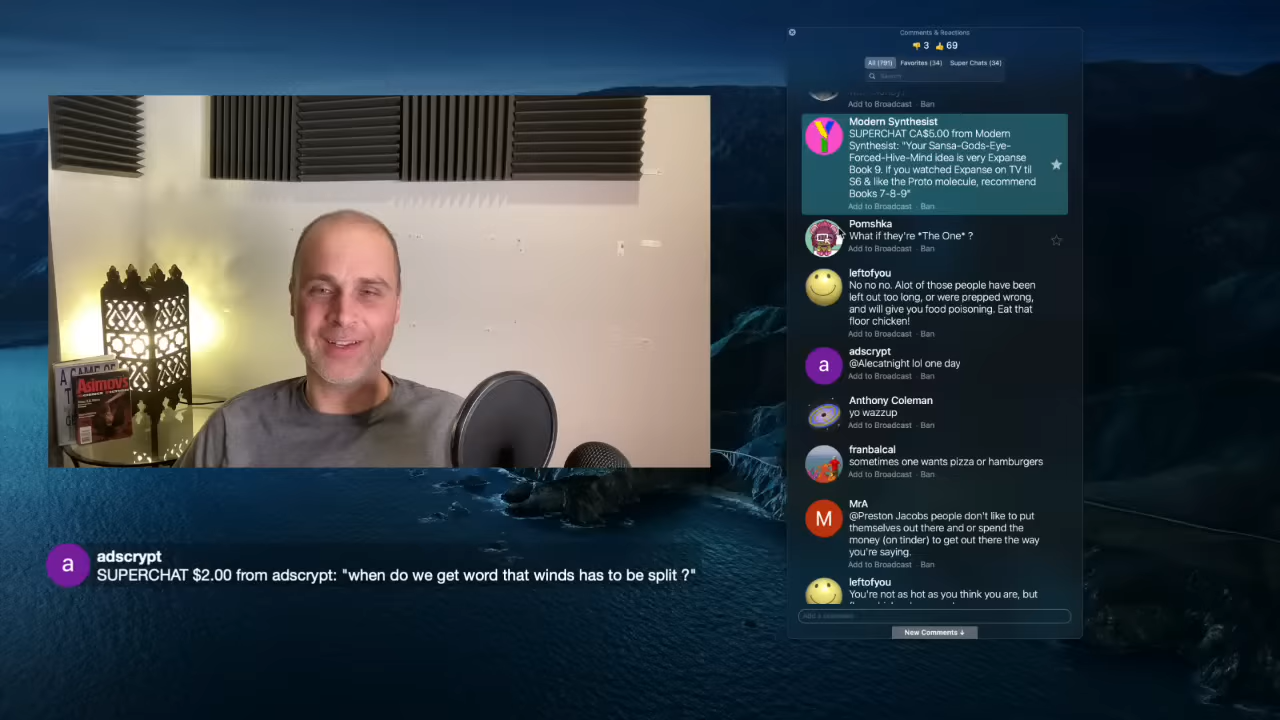 Comments & Reactions
3 69
All (791) Favorites (34) Super Chats (34)
Search
Add to Broadcast · Ban
Modern Synthesist
SUPERCHAT CA$5.00 from Modern
Synthesist: "Your Sansa-Gods-Eye-
Forced-Hive-Mind idea is very Expanse
Book 9. If you watched Expanse on TV til
S6 & like the Proto molecule, recommend
Books 7-8-9"
Add to Broadcast · Ban
Pomshka
What if they're *The One* ?
Add to Broadcast · Ban
leftofyou
No no no. Alot of those people have been
left out too long, or were prepped wrong,
and will give you food poisoning. Eat that
floor chicken!
Add to Broadcast · Ban
a
adscrypt
@Alecatnight lol one day
Add to Broadcast · Ban
Anthony Coleman
yo wazzup
Add to Broadcast · Ban
franbalcal
sometimes one wants pizza or hamburgers
Add to Broadcast · Ban
M
MrA
@Preston Jacobs people don't like to put
themselves out there and or spend the
money (on tinder) to get out there the way
you're saying.
Add to Broadcast · Ban
leftofyou
You're not as hot as you think you are, but
Add a comment
New Comments ↓
A GAME OF
Asimov's
a
adscrypt
SUPERCHAT $2.00 from adscrypt: "when do we get word that winds has to be split ?"